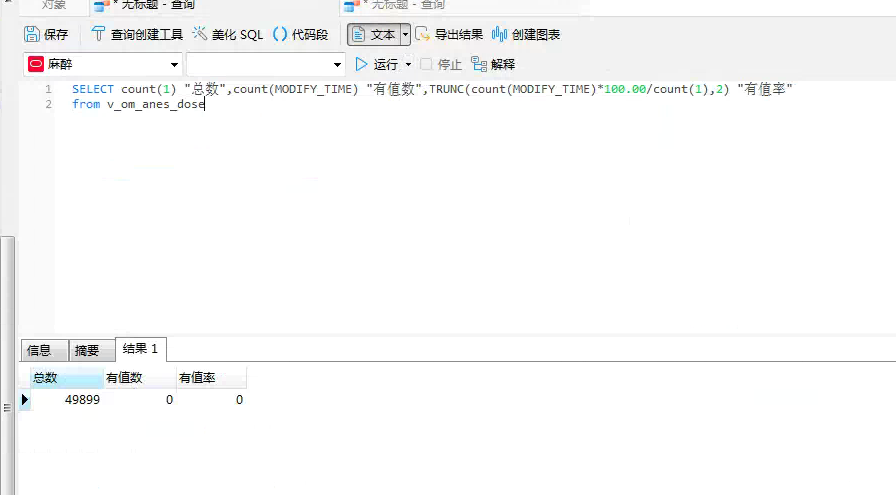 对象
* 无标题 - 查询
* 无标题 - 查询
保存
查询创建工具
美化 SQL
() 代码段
文本
导出结果
创建图表
麻醉
运行
停止
解释
1 SELECT count(1) "总数",count(MODIFY_TIME) "有值数",TRUNC(count(MODIFY_TIME)*100.00/count(1),2) "有值率"
2 from v_om_anes_dose
信息
摘要
结果 1
总数 有值数 有值率
49899 0 0